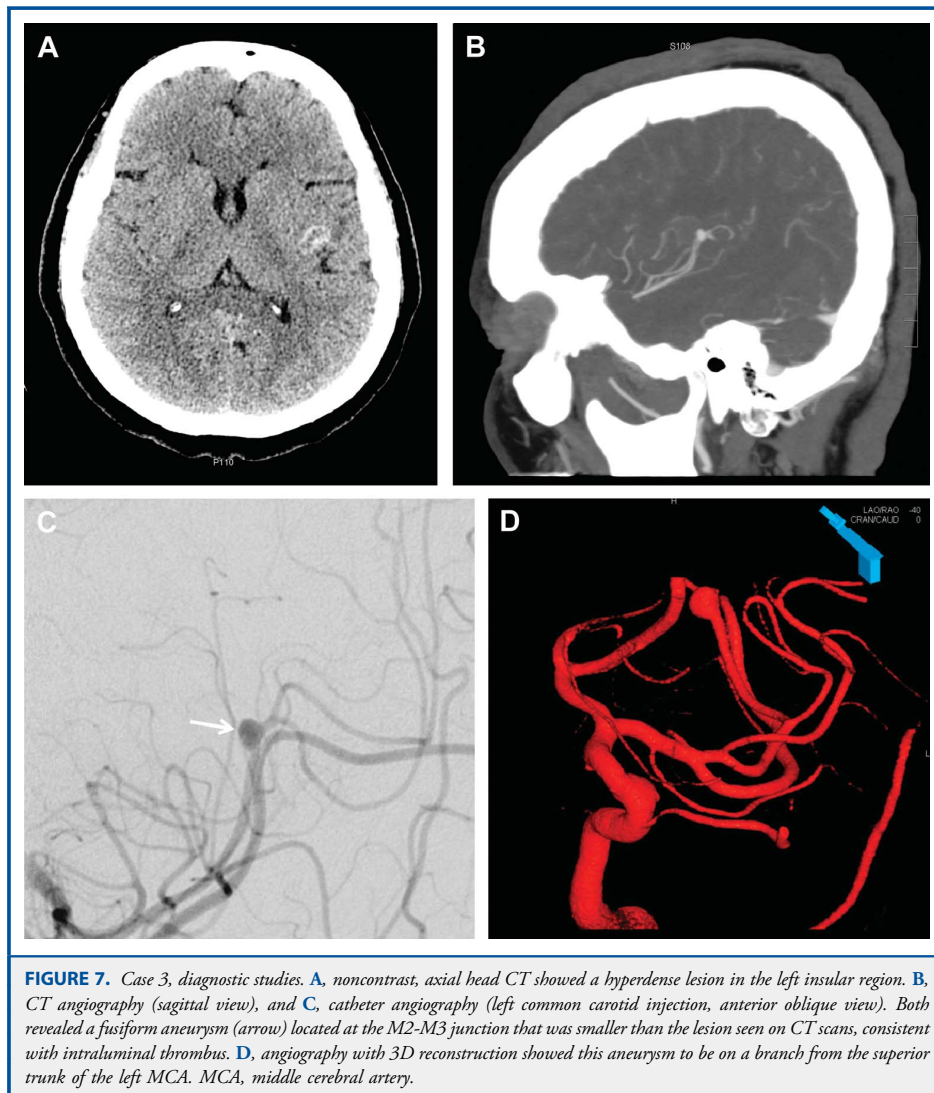 A
B
S108
P110
C
D
H
LAO/RAO -40
CRAN/CAUD 0
L
FIGURE 7. Case 3, diagnostic studies. A, noncontrast, axial head CT showed a hyperdense lesion in the left insular region. B,
CT angiography (sagittal view), and C, catheter angiography (left common carotid injection, anterior oblique view). Both
revealed a fusiform aneurysm (arrow) located at the M2-M3 junction that was smaller than the lesion seen on CT scans, consistent
with intraluminal thrombus. D, angiography with 3D reconstruction showed this aneurysm to be on a branch from the superior
trunk of the left MCA. MCA, middle cerebral artery.